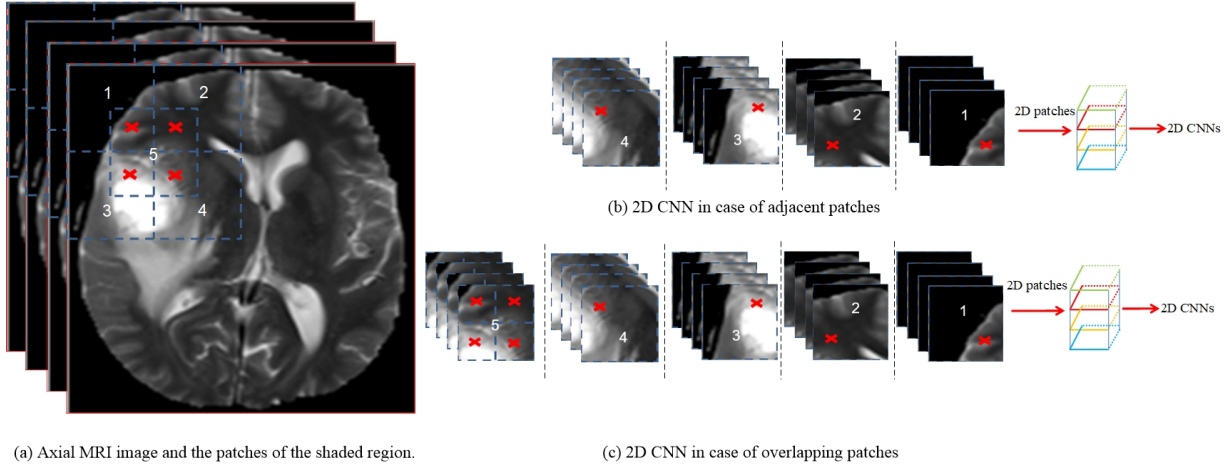 1 2
5
3 4
(a) Axial MRI image and the patches of the shaded region.
4 3 2 1
2D patches
2D CNNs
(b) 2D CNN in case of adjacent patches
5 4 3 2 1
2D patches
2D CNNs
(c) 2D CNN in case of overlapping patches